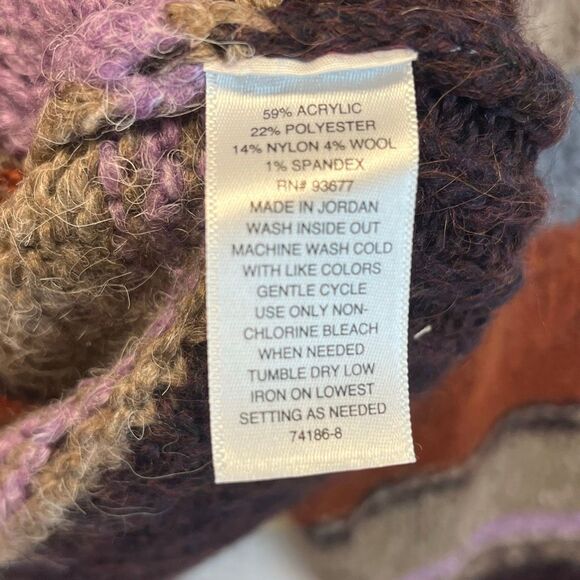 59% ACRYLIC
22% POLYESTER
14% NYLON 4% WOOL
1% SPANDEX
RN# 93677
MADE IN JORDAN
WASH INSIDE OUT
MACHINE WASH COLD
WITH LIKE COLORS
GENTLE CYCLE
USE ONLY NON-
CHLORINE BLEACH
WHEN NEEDED
TUMBLE DRY LOW
IRON ON LOWEST
SETTING AS NEEDED
74186-8